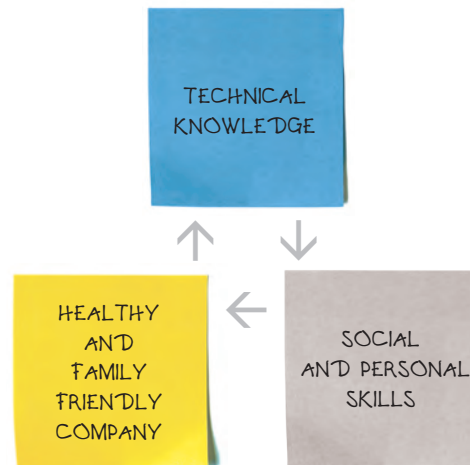 TECHNICAL
KNOWLEDGE
HEALTHY
AND
FAMILY
FRIENDLY
COMPANY
SOCIAL
AND PERSONAL
SKILLS